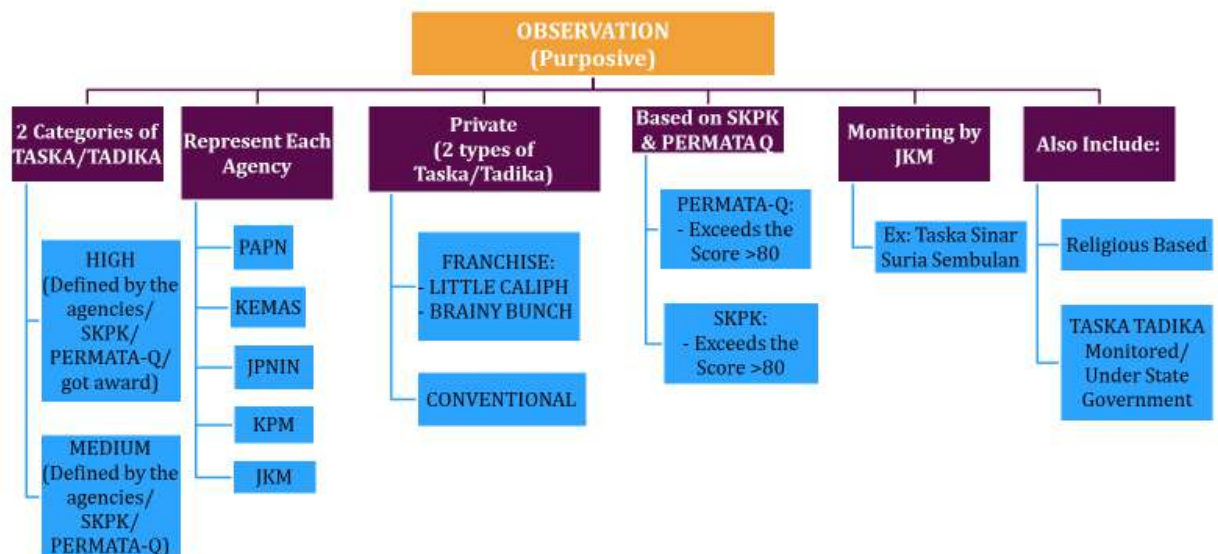 OBSERVATION
(Purposive)
2 Categories of
TASKA/TADIKA
HIGH
(Defined by the
agencies/
SKPK/
PERMATA-Q/
got award)
MEDIUM
(Defined by the
agencies/
SKPK/
PERMATA-Q)
Represent Each
Agency
PAPN
KEMAS
JPNIN
KPM
JKM
Private
(2 types of
Taska/Tadika)
FRANCHISE:
- LITTLE CALIPH
- BRAINY BUNCH
CONVENTIONAL
Based on SKPK
& PERMATA Q
PERMATA-Q:
- Exceeds the
Score >80
SKPK:
- Exceeds the
Score >80
Monitoring by
JKM
Ex: Taska Sinar
Suria Sembulan
Also Include:
Religious Based
TASKA TADIKA
Monitored/
Under State
Government